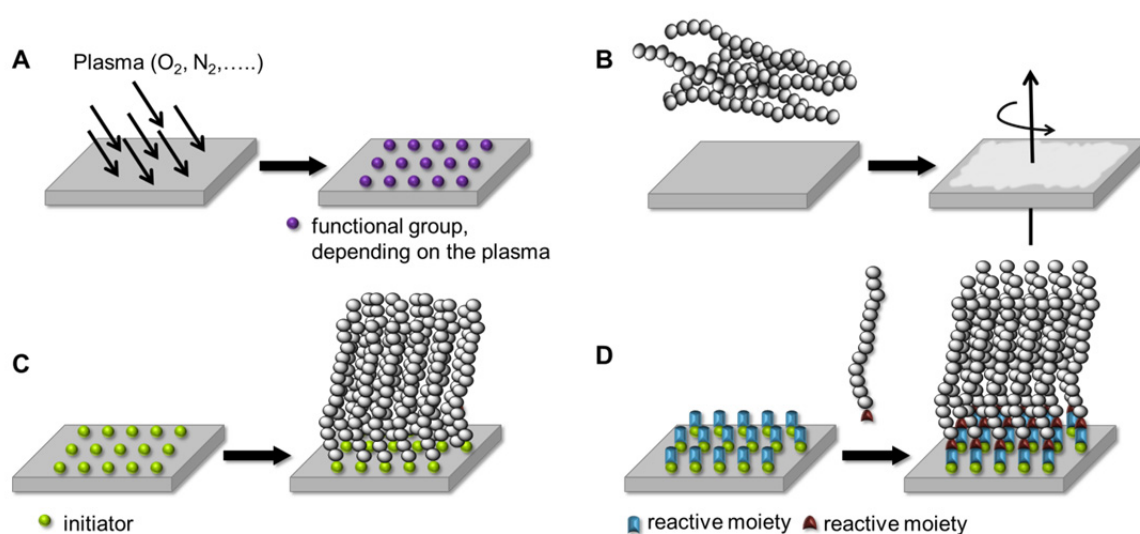 A
Plasma (O₂, N₂,.....)
functional group,
depending on the plasma
B
C
initiator
D
reactive moiety
reactive moiety